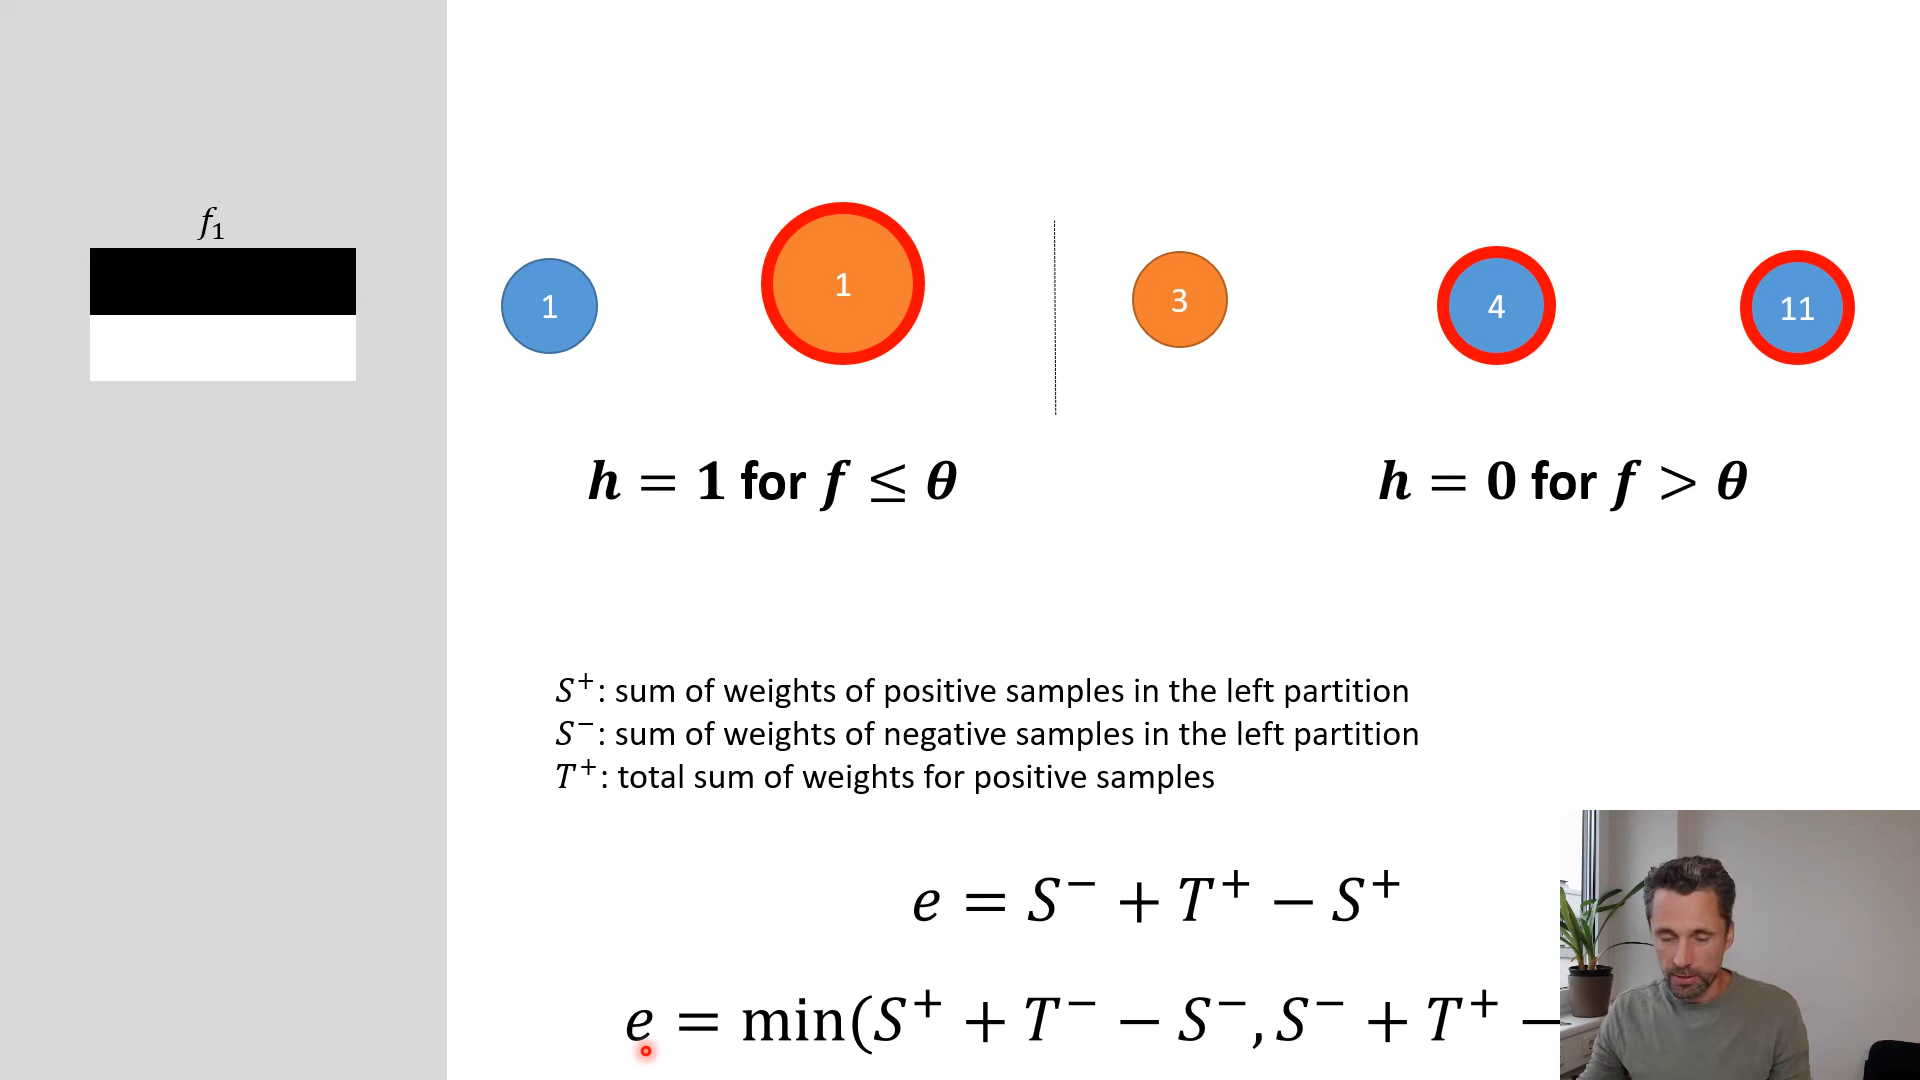 f₁
1 1 3 4 11
h = 1 for f ≤ θ
h = 0 for f > θ
S⁺: sum of weights of positive samples in the left partition
S⁻: sum of weights of negative samples in the left partition
T⁺: total sum of weights for positive samples
e = S⁻ + T⁺ − S⁺
e = min(S⁺ + T⁻ − S⁻, S⁻ + T⁺ −